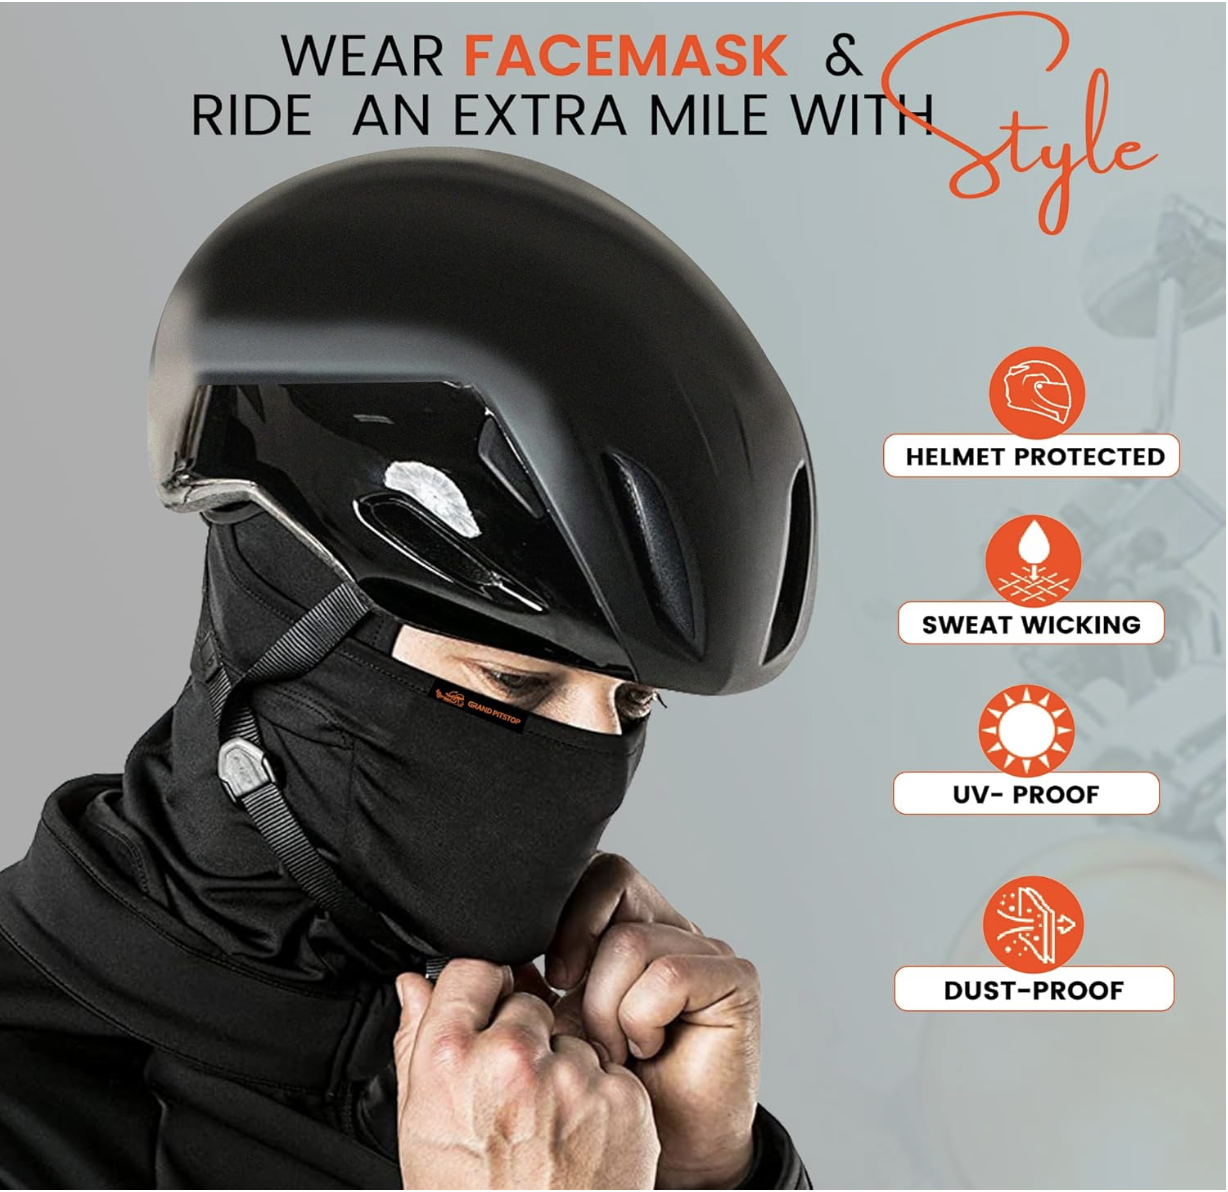 WEAR FACEMASK &
RIDE AN EXTRA MILE WITH
Style
HELMET PROTECTED
SWEAT WICKING
GRAND PITSTOP
UV- PROOF
DUST-PROOF